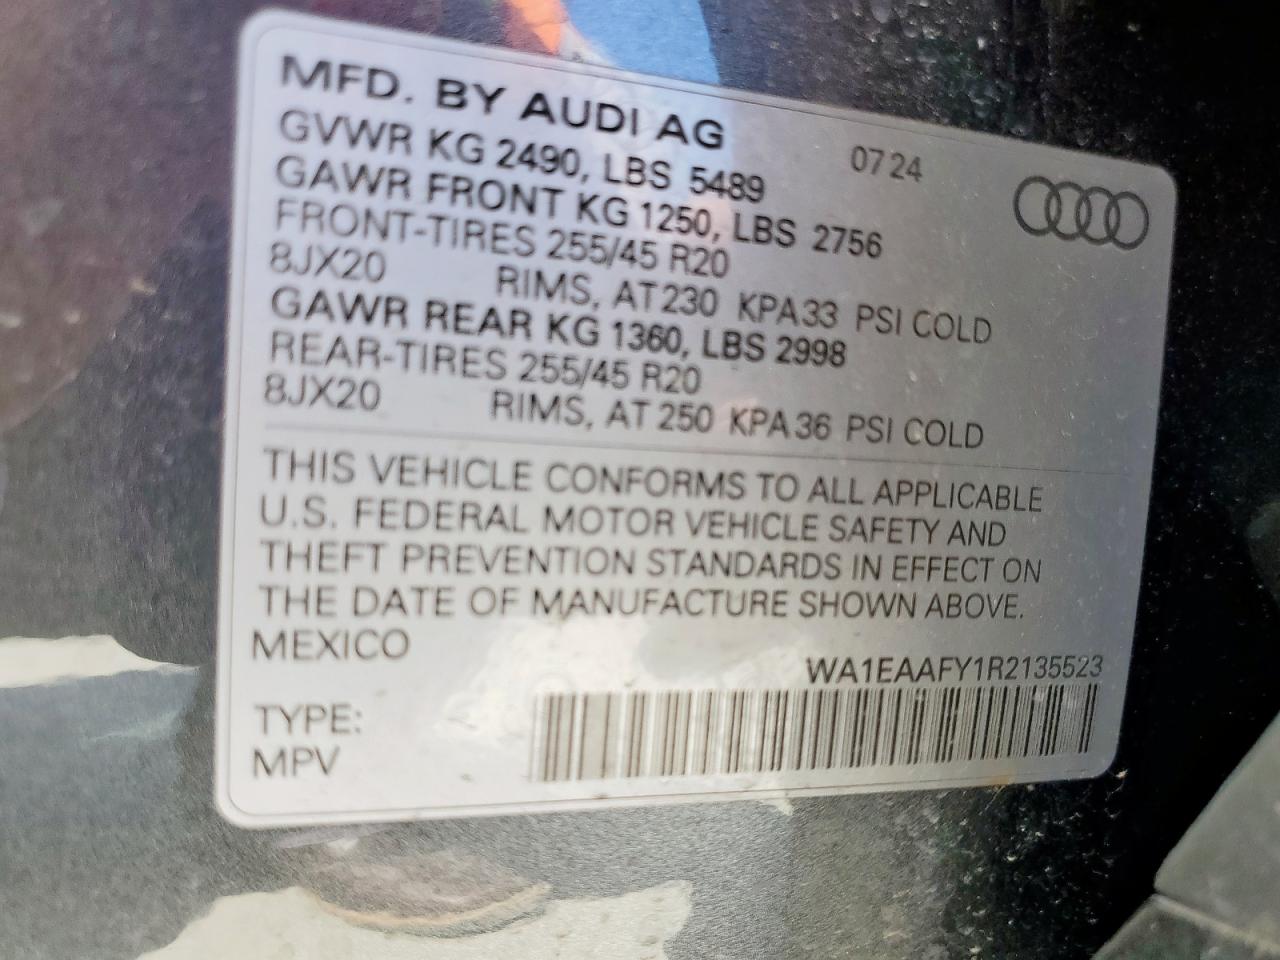 MFD. BY AUDI AG
07 24
GVWR KG 2490, LBS 5489
GAWR FRONT KG 1250, LBS 2756
FRONT-TIRES 255/45 R20
8JX20 RIMS, AT 230 KPA 33 PSI COLD
GAWR REAR KG 1360, LBS 2998
REAR-TIRES 255/45 R20
8JX20 RIMS, AT 250 KPA 36 PSI COLD
THIS VEHICLE CONFORMS TO ALL APPLICABLE
U.S. FEDERAL MOTOR VEHICLE SAFETY AND
THEFT PREVENTION STANDARDS IN EFFECT ON
THE DATE OF MANUFACTURE SHOWN ABOVE.
MEXICO
WA1EAAFY1R2135523
TYPE:
MPV